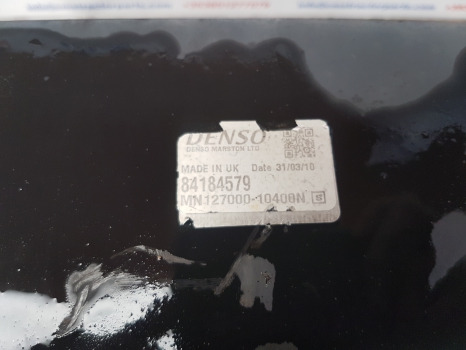 DENSO
DENSO MARSTON LTD
MADE IN UK Date 31/03/10
84184579
MN127000-10400N